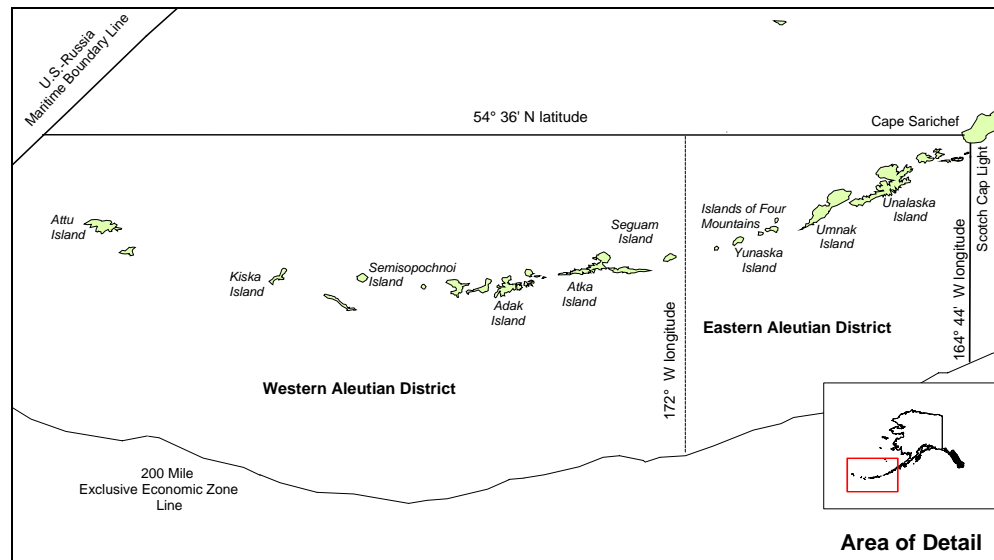 U.S.-Russia
Maritime Boundary Line
54° 36' N latitude
Cape Sarichef
Scotch Cap Light
164° 44' W longitude
Attu
Island
Kiska
Island
Semisopochnoi
Island
Adak
Island
Atka
Island
Seguam
Island
Islands of Four
Mountains
Yunaska
Island
Umnak
Island
Unalaska
Island
172° W longitude
Eastern Aleutian District
Western Aleutian District
200 Mile
Exclusive Economic Zone
Line
Area of Detail